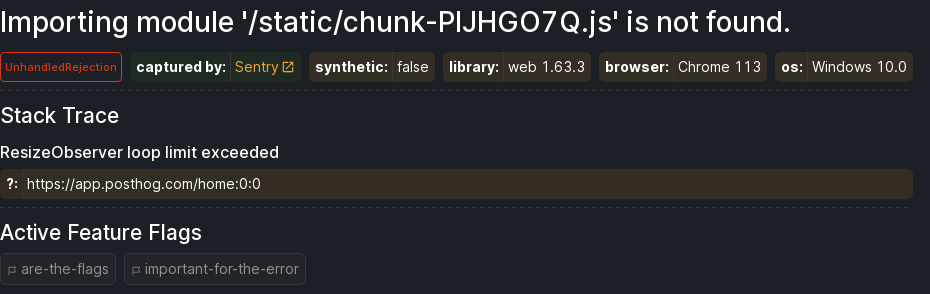 Importing module '/static/chunk-PIJHGO7Q.js' is not found.
UnhandledRejection captured by: Sentry synthetic: false library: web 1.63.3 browser: Chrome 113 os: Windows 10.0
Stack Trace
ResizeObserver loop limit exceeded
?: https://app.posthog.com/home:0:0
Active Feature Flags
are-the-flags important-for-the-error